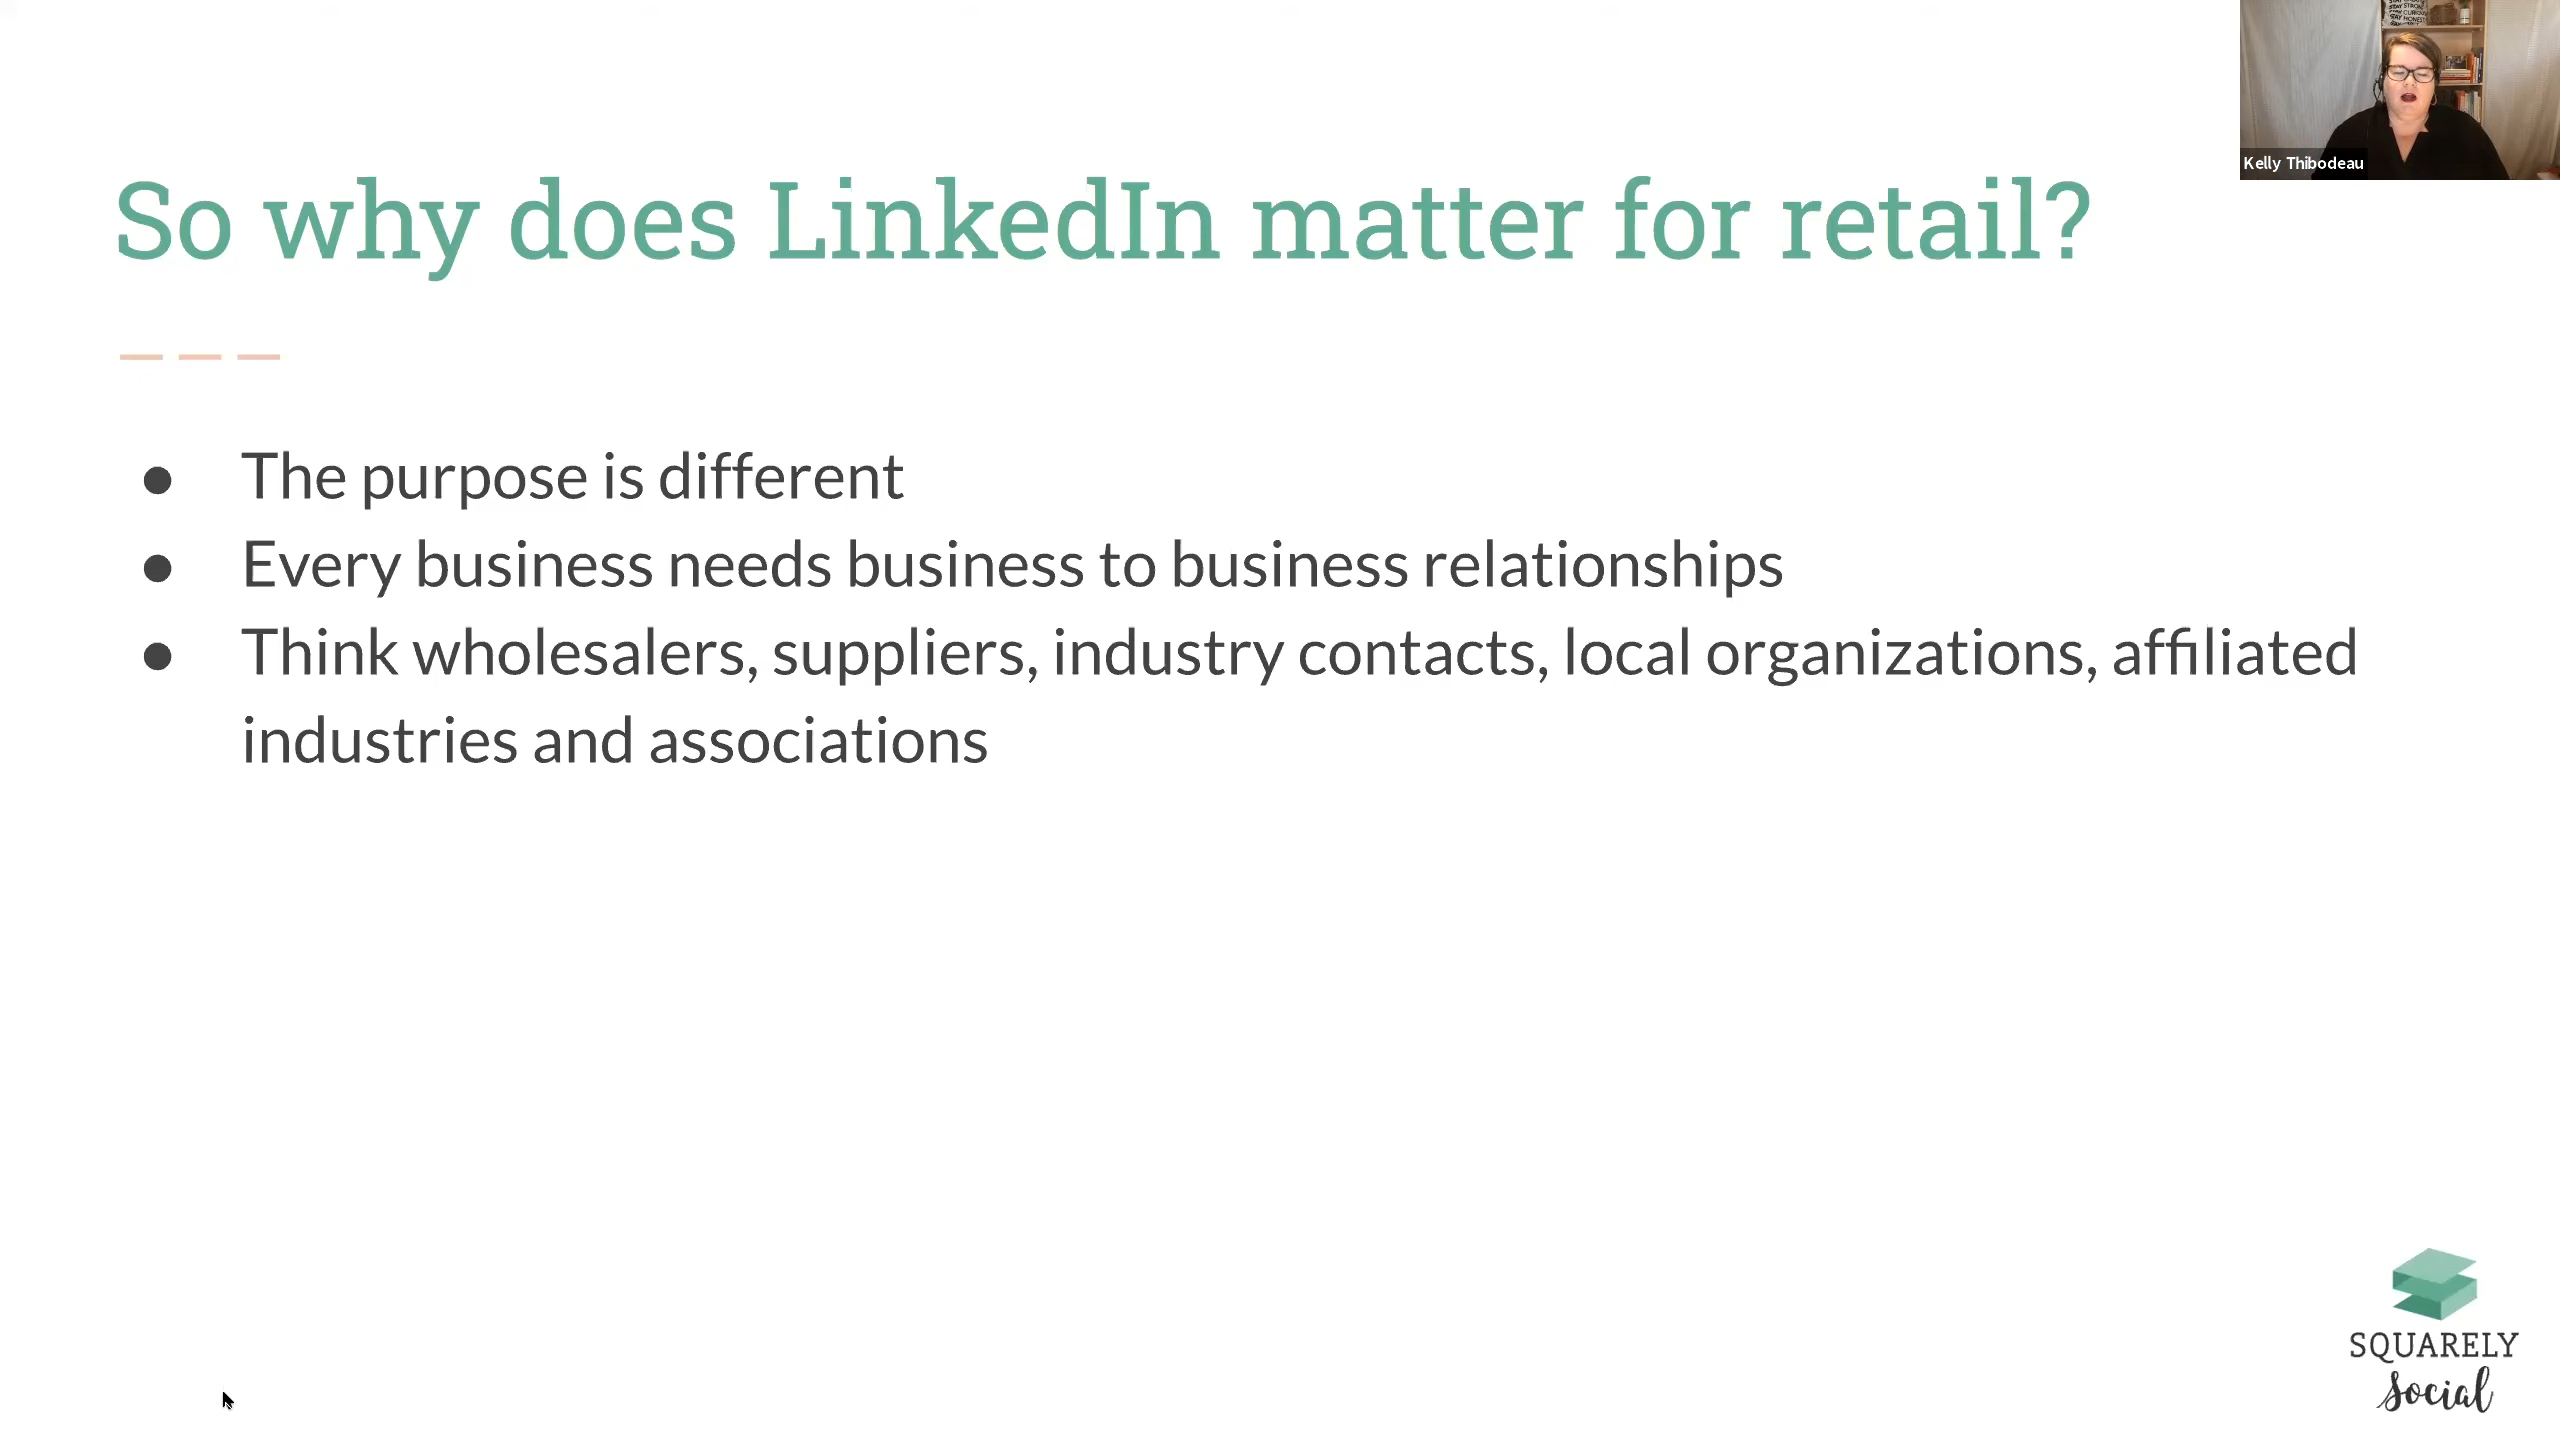 So why does LinkedIn matter for retail?
● The purpose is different
● Every business needs business to business relationships
● Think wholesalers, suppliers, industry contacts, local organizations, affiliated
industries and associations
Kelly Thibodeau
SQUARELY
Social